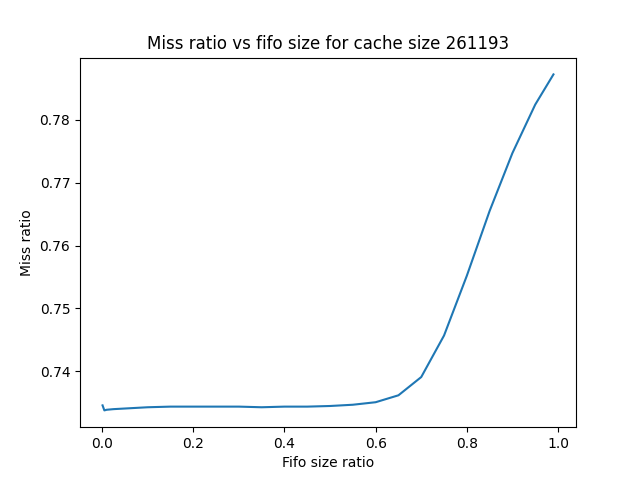 Miss ratio vs fifo size for cache size 261193
0.78
0.77
0.76
0.75
0.74
Miss ratio
0.0 0.2 0.4 0.6 0.8 1.0
Fifo size ratio